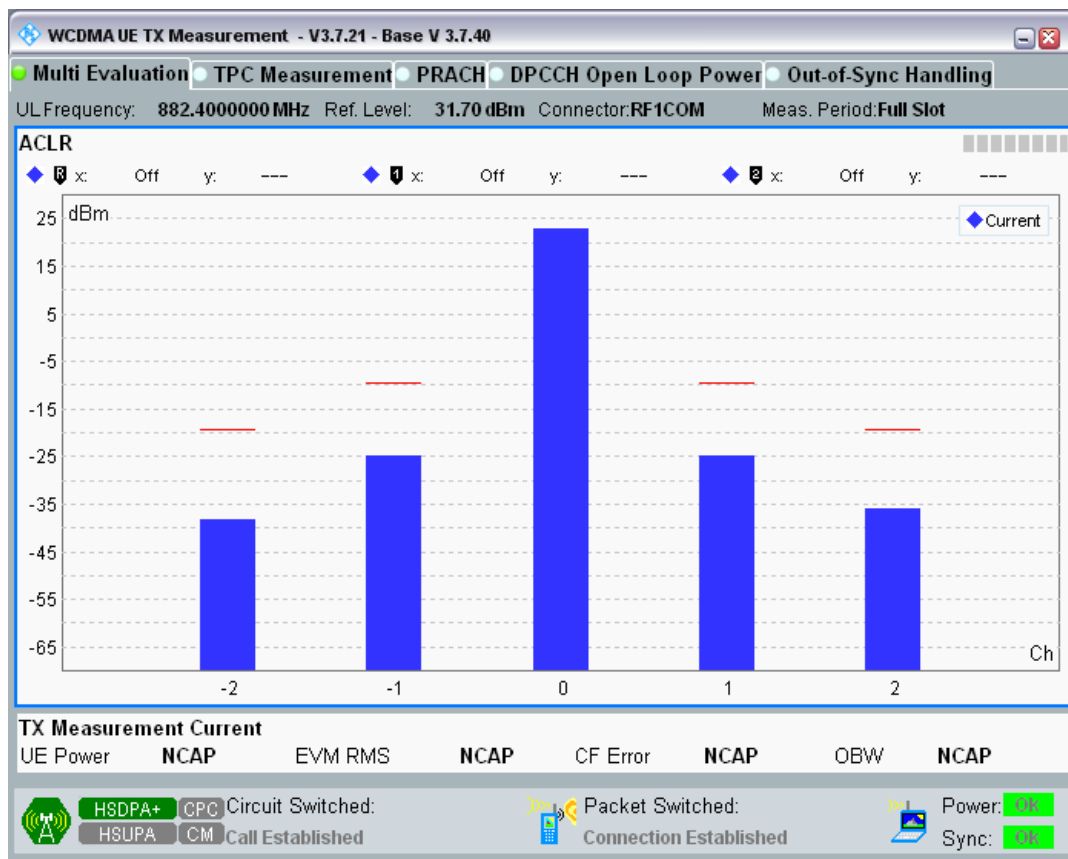 WCDMA UE TX Measurement - V3.7.21 - Base V 3.7.40
Multi Evaluation TPC Measurement PRACH DPCCH Open Loop Power Out-of-Sync Handling
UL Frequency: 882.4000000 MHz Ref. Level: 31.70 dBm Connector:RF1COM Meas. Period:Full Slot
ACLR
R x: Off y: --- 1 x: Off y: --- 2 x: Off y: ---
25 dBm
Current
15
5
-5
-15
-25
-35
-45
-55
-65
Ch
-2 -1 0 1 2
TX Measurement Current
UE Power NCAP EVM RMS NCAP CF Error NCAP OBW NCAP
HSDPA+ CPC Circuit Switched: Packet Switched: Power: OK
HSUPA CM Call Established Connection Established Sync: OK